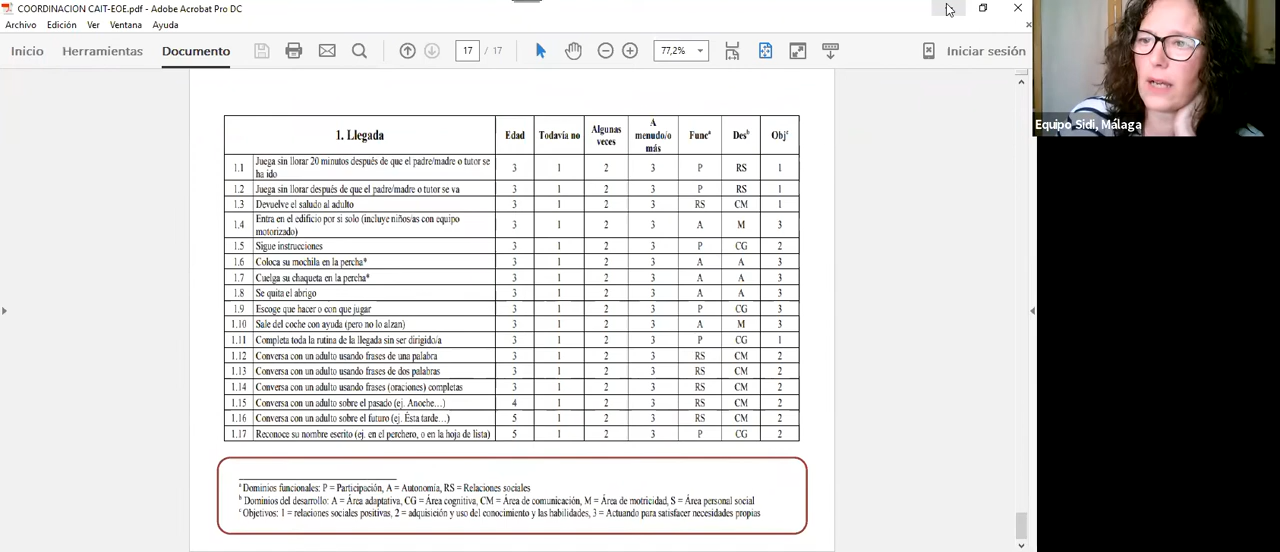 COORDINACION CAIT-EOE.pdf - Adobe Acrobat Pro DC
Archivo Edición Ver Ventana Ayuda
Inicio Herramientas Documento 17 / 17 77,2% Iniciar sesión
Equipo Sidi, Málaga
1. Llegada Edad Todavía no Algunas veces A menudo/o más Funcª Desᵇ Objᶜ
1.1 Juega sin llorar 20 minutos después de que el padre/madre o tutor se ha ido 3 1 2 3 P RS 1
1.2 Juega sin llorar después de que el padre/madre o tutor se va 3 1 2 3 P RS 1
1.3 Devuelve el saludo al adulto 3 1 2 3 RS CM 1
1.4 Entra en el edificio por si solo (incluye niños/as con equipo motorizado) 3 1 2 3 A M 3
1.5 Sigue instrucciones 3 1 2 3 P CG 2
1.6 Coloca su mochila en la percha* 3 1 2 3 A A 3
1.7 Cuelga su chaqueta en la percha* 3 1 2 3 A A 3
1.8 Se quita el abrigo 3 1 2 3 A A 3
1.9 Escoge que hacer o con que jugar 3 1 2 3 P CG 3
1.10 Sale del coche con ayuda (pero no lo alzan) 3 1 2 3 A M 3
1.11 Completa toda la rutina de la llegada sin ser dirigido/a 3 1 2 3 P CG 1
1.12 Conversa con un adulto usando frases de una palabra 3 1 2 3 RS CM 2
1.13 Conversa con un adulto usando frases de dos palabras 3 1 2 3 RS CM 2
1.14 Conversa con un adulto usando frases (oraciones) completas 3 1 2 3 RS CM 2
1.15 Conversa con un adulto sobre el pasado (ej. Anoche…) 4 1 2 3 RS CM 2
1.16 Conversa con un adulto sobre el futuro (ej. Ésta tarde…) 5 1 2 3 RS CM 2
1.17 Reconoce su nombre escrito (ej. en el perchero, o en la hoja de lista) 5 1 2 3 P CG 2
ª Dominios funcionales: P = Participación, A = Autonomía, RS = Relaciones sociales
ᵇ Dominios del desarrollo: A = Área adaptativa, CG = Área cognitiva, CM = Área de comunicación, M = Área de motricidad, S = Área personal social
ᶜ Objetivos: 1 = relaciones sociales positivas, 2 = adquisición y uso del conocimiento y las habilidades, 3 = Actuando para satisfacer necesidades propias